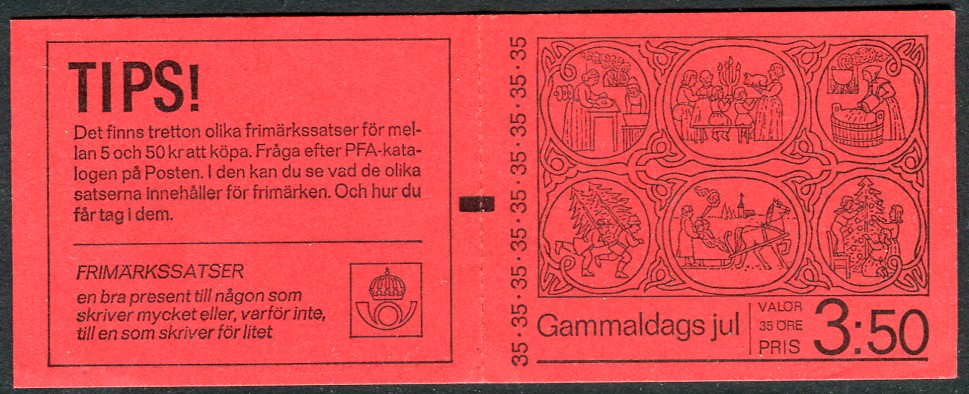 TIPS!
Det finns tretton olika frimärkssatser för mel-
lan 5 och 50 kr att köpa. Fråga efter PFA-kata-
logen på Posten. I den kan du se vad de olika
satserna innehåller för frimärken. Och hur du
får tag i dem.
FRIMÄRKSSATSER
en bra present till någon som
skriver mycket eller, varför inte,
till en som skriver för litet
35·35·35·35·35·35·35·35·35·35
Gammaldags jul
VALÖR
35 ÖRE
PRIS
3:50